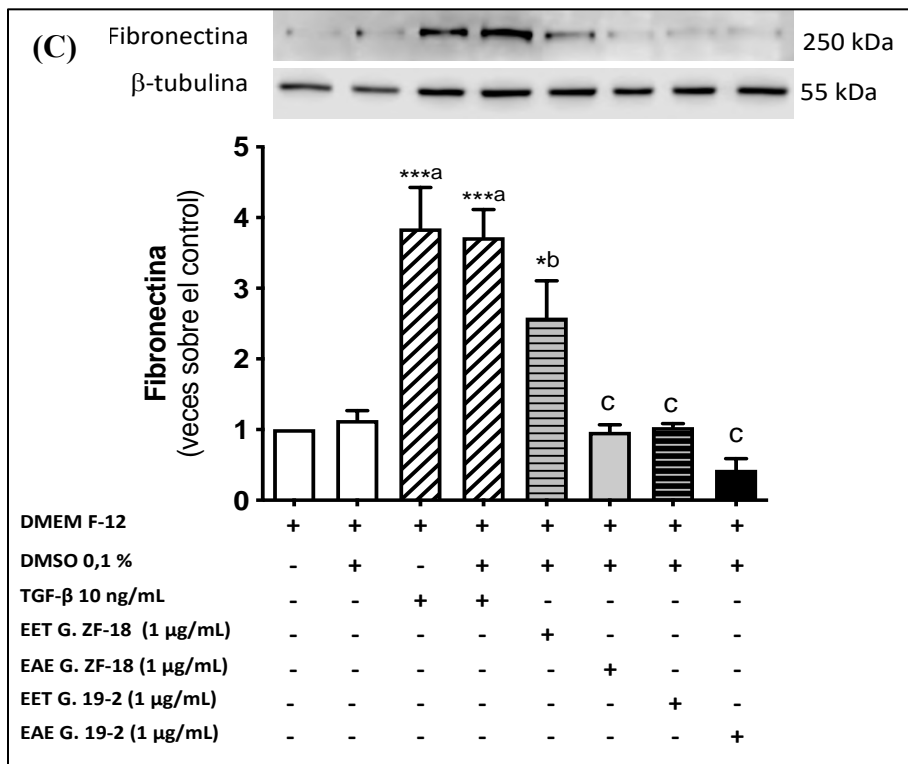 (C)
Fibronectina 250 kDa
β-tubulina 55 kDa
5
4
3
2
1
0
Fibronectina
(veces sobre el control)
***a
***a
*b
c
c
c
DMEM F-12 + + + + + + + +
DMSO 0,1 % - + - + + + + +
TGF-β 10 ng/mL - - + + - - - -
EET G. ZF-18 (1 µg/mL) - - - - + - - -
EAE G. ZF-18 (1 µg/mL) - - - - - + - -
EET G. 19-2 (1 µg/mL) - - - - - - + -
EAE G. 19-2 (1 µg/mL) - - - - - - - +